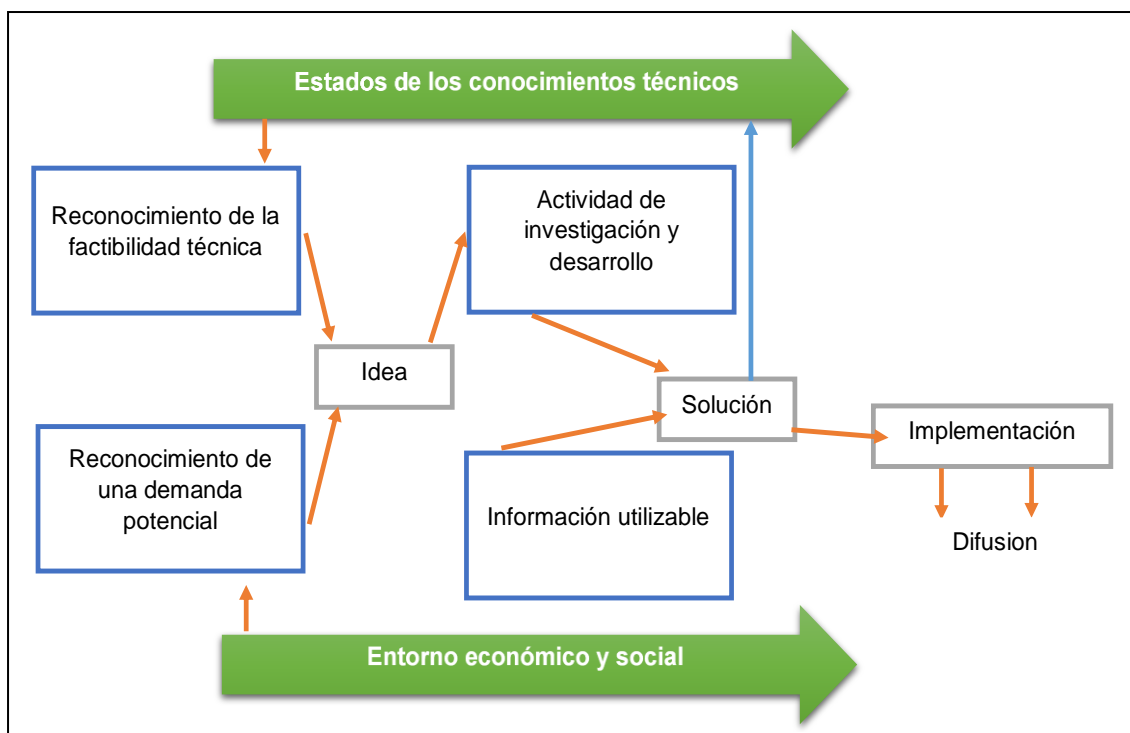 Estados de los conocimientos técnicos
Reconocimiento de la
factibilidad técnica
Actividad de
investigación y
desarrollo
Idea
Solución
Implementación
Reconocimiento de
una demanda
potencial
Información utilizable
Difusion
Entorno económico y social